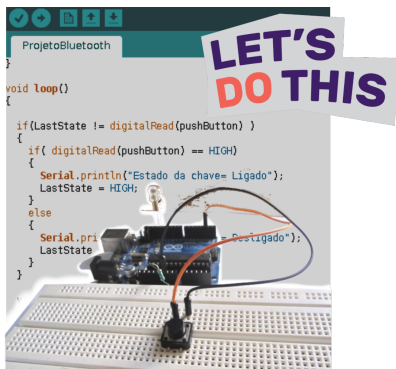 ProjetoBluetooth
LET'S
DO THIS
}
void loop()
{
if(LastState != digitalRead(pushButton) )
{
if( digitalRead(pushButton) == HIGH)
{
Serial.println("Estado da chave= Ligado");
LastState = HIGH;
}
else
{
Serial.pri = Desligado");
LastState
}
}